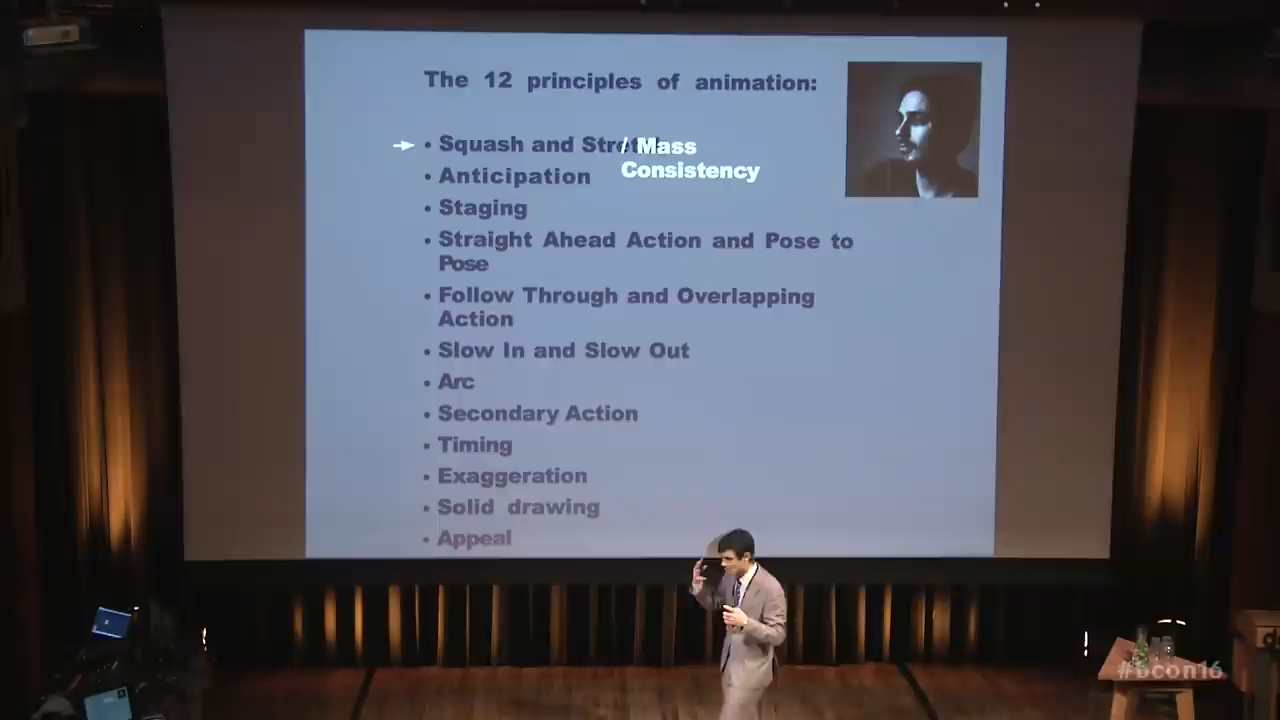 The 12 principles of animation:
• Squash and Stret / Mass
Consistency
• Anticipation
• Staging
• Straight Ahead Action and Pose to
Pose
• Follow Through and Overlapping
Action
• Slow In and Slow Out
• Arc
• Secondary Action
• Timing
• Exaggeration
• Solid drawing
• Appeal
#bcon16